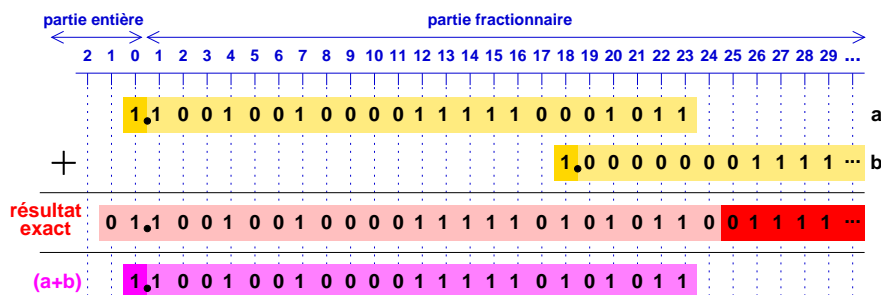 partie entière partie fractionnaire
2 1 0 1 2 3 4 5 6 7 8 9 10 11 12 13 14 15 16 17 18 19 20 21 22 23 24 25 26 27 28 29 ...
1.1 0 0 1 0 0 1 0 0 0 0 1 1 1 1 1 0 0 0 1 0 1 1 a
+ 1.0 0 0 0 0 0 0 1 1 1 1 ... b
résultat
exact
0 1.1 0 0 1 0 0 1 0 0 0 0 1 1 1 1 1 0 1 0 1 0 1 1 0 0 1 1 1 1 ...
(a+b) 1.1 0 0 1 0 0 1 0 0 0 0 1 1 1 1 1 0 1 0 1 0 1 1